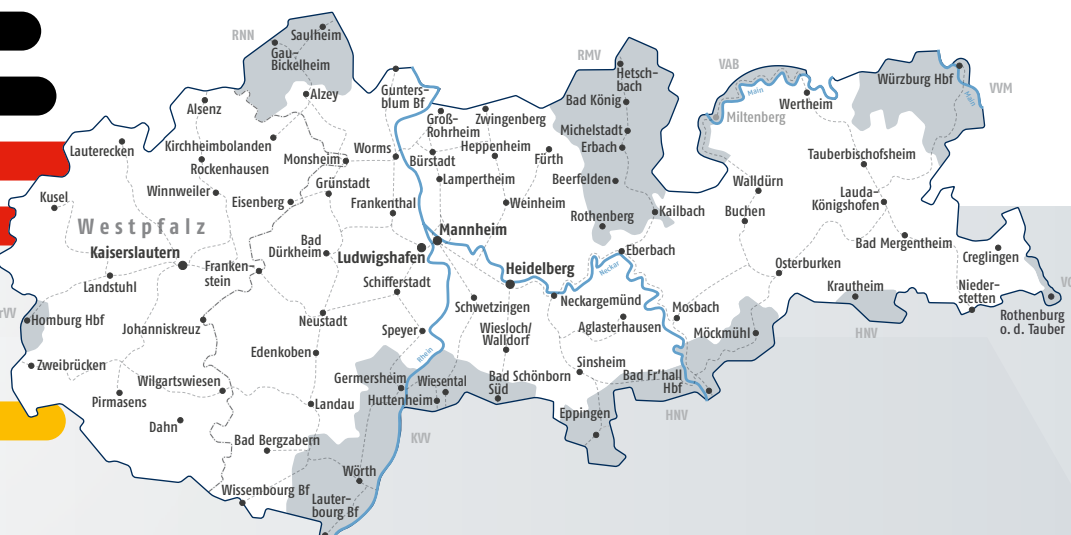 RNN
Saulheim
Gau-
Bickelheim
Alzey
Alsenz
Lauterecken
Kirchheimbolanden
Rockenhausen
Monsheim
Winnweiler
Kusel
Eisenberg
Grünstadt
Westpfalz
Kaiserslautern
Landstuhl
Franken-
stein
Bad
Dürkheim
Johanniskreuz
Homburg Hbf
Zweibrücken
Pirmasens
Wilgartswiesen
Dahn
Neustadt
Edenkoben
Landau
Bad Bergzabern
Wissembourg Bf
Wörth
Lauter-
bourg Bf
Germersheim
Guntersblum Bf
Worms
Frankenthal
Ludwigshafen
Mannheim
Schifferstadt
Speyer
Rhein
Groß-
Rohrheim
Zwingenberg
Bürstadt
Heppenheim
Fürth
Lampertheim
Weinheim
Heidelberg
Schwetzingen
Wiesloch/
Walldorf
Wiesental
Huttenheim
Bad Schönborn
Süd
KVV
RMV
Hetsch-
bach
Bad König
Michelstadt
Erbach
Beerfelden
Rothenberg
Kailbach
Eberbach
Neckar
Neckargemünd
Aglasterhausen
Sinsheim
Eppingen
Bad Fr'hall
Hbf
HNV
Mosbach
Möckmühl
VAB
Main
Miltenberg
Wertheim
Würzburg Hbf
VVM
Main
Tauberbischofsheim
Walldürn
Lauda-
Königshofen
Buchen
Bad Mergentheim
Osterburken
Krautheim
HNV
Creglingen
Nieder-
stetten
Rothenburg
o. d. Tauber